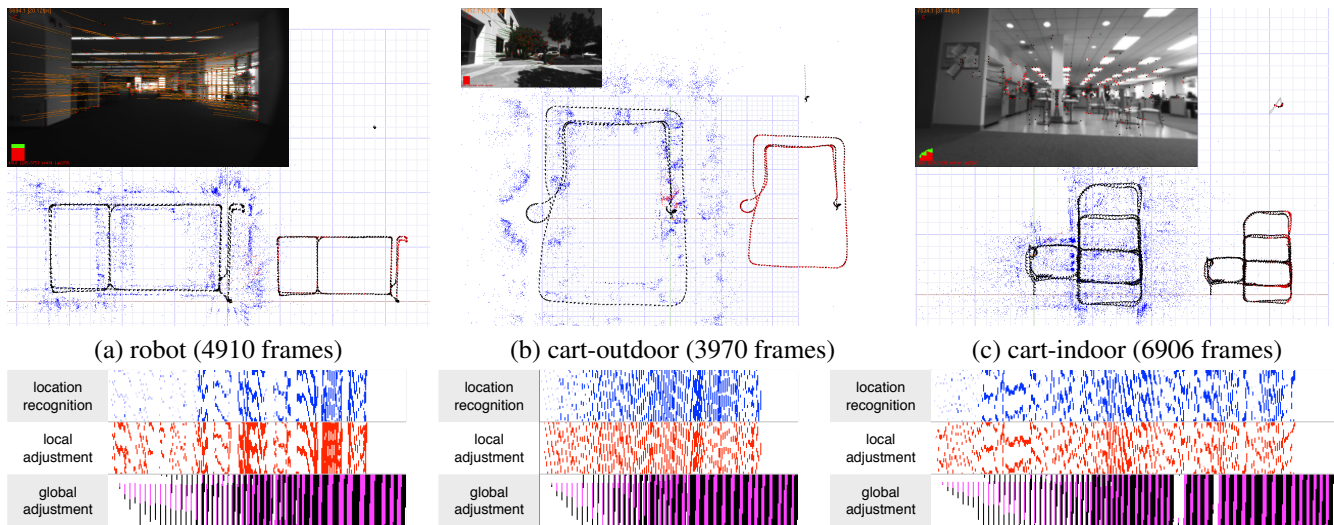 (a) robot (4910 frames)
(b) cart-outdoor (3970 frames)
(c) cart-indoor (6906 frames)
location
recognition
local
adjustment
global
adjustment
location
recognition
local
adjustment
global
adjustment
location
recognition
local
adjustment
global
adjustment